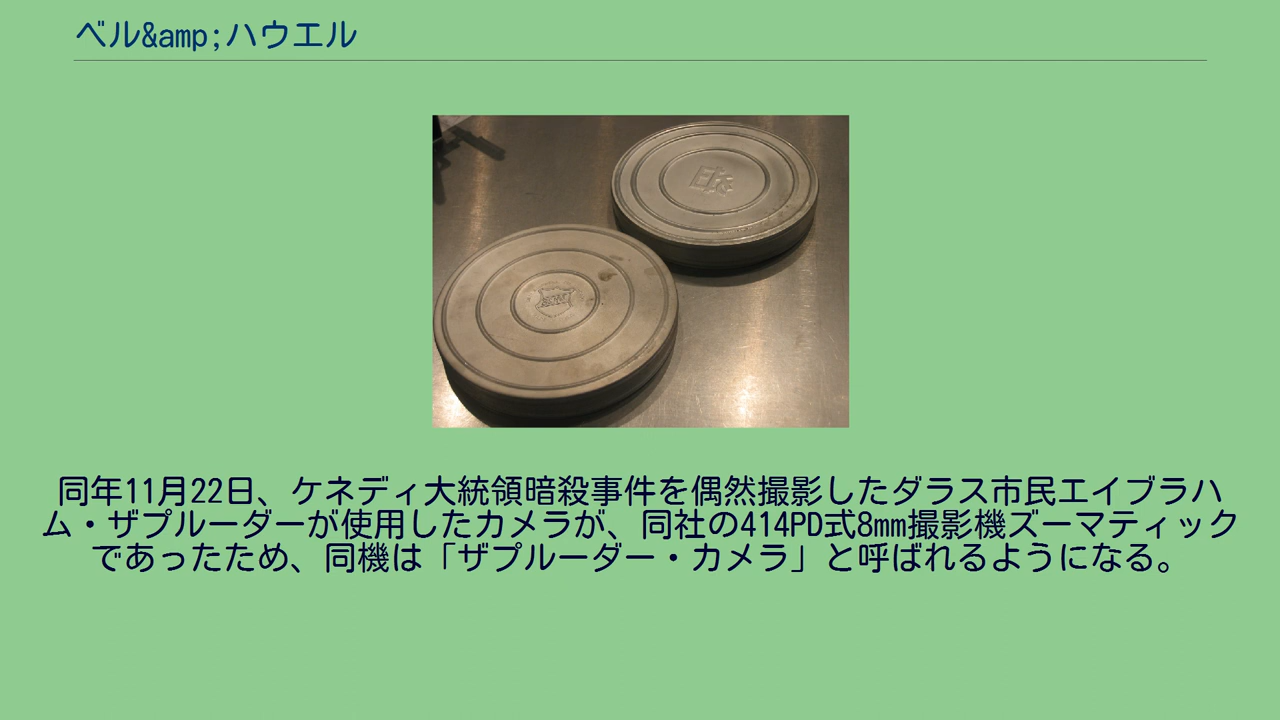 ベル&amp;ハウエル
同年11月22日、ケネディ大統領暗殺事件を偶然撮影したダラス市民エイブラハ
ム・ザプルーダーが使用したカメラが、同社の414PD式8mm撮影機ズーマティック
であったため、同機は「ザプルーダー・カメラ」と呼ばれるようになる。